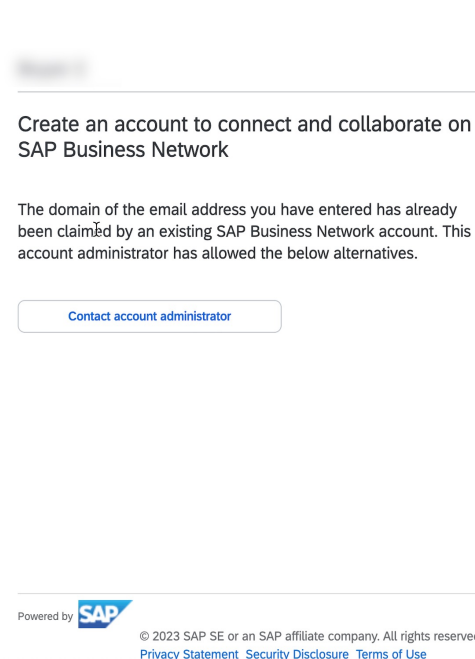 Create an account to connect and collaborate on
SAP Business Network
The domain of the email address you have entered has already
been claimed by an existing SAP Business Network account. This
account administrator has allowed the below alternatives.
Contact account administrator
Powered by SAP
© 2023 SAP SE or an SAP affiliate company. All rights reserved
Privacy Statement Security Disclosure Terms of Use